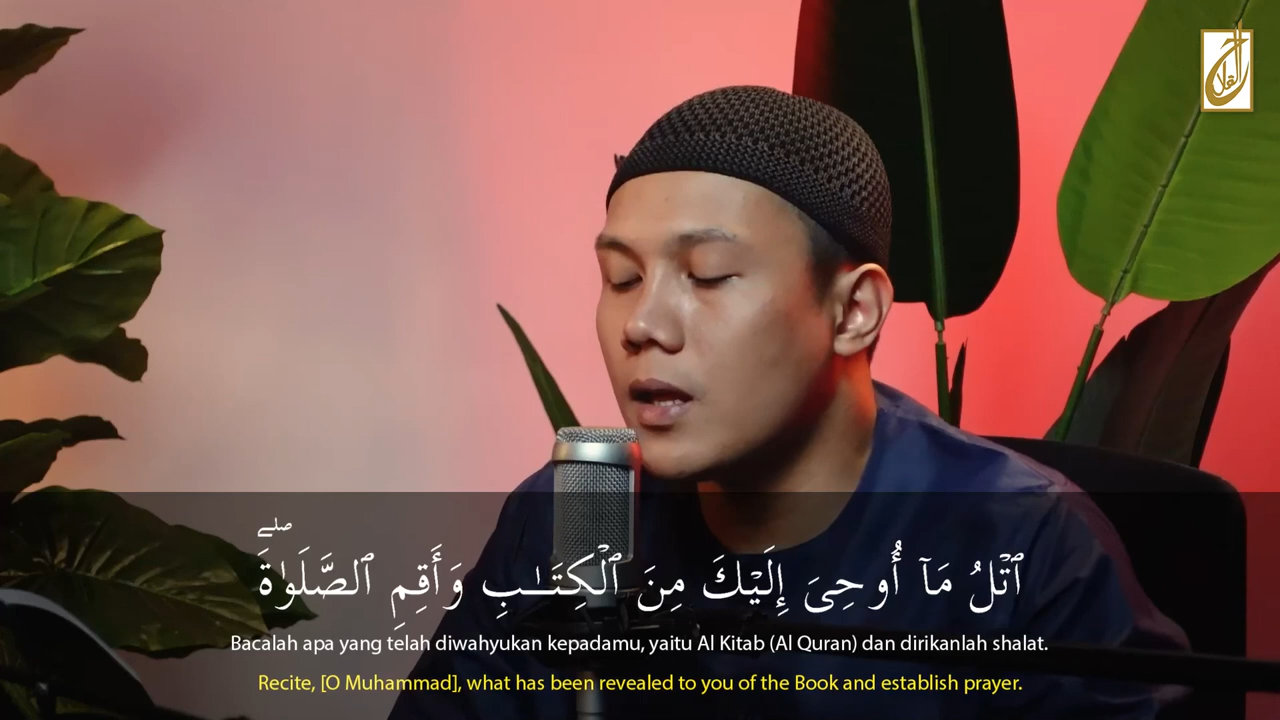 ٱتْلُ مَآ أُوحِىَ إِلَيْكَ مِنَ ٱلْكِتَـٰبِ وَأَقِمِ ٱلصَّلَوٰةَ ۖ
Bacalah apa yang telah diwahyukan kepadamu, yaitu Al Kitab (Al Quran) dan dirikanlah shalat.
Recite, [O Muhammad], what has been revealed to you of the Book and establish prayer.